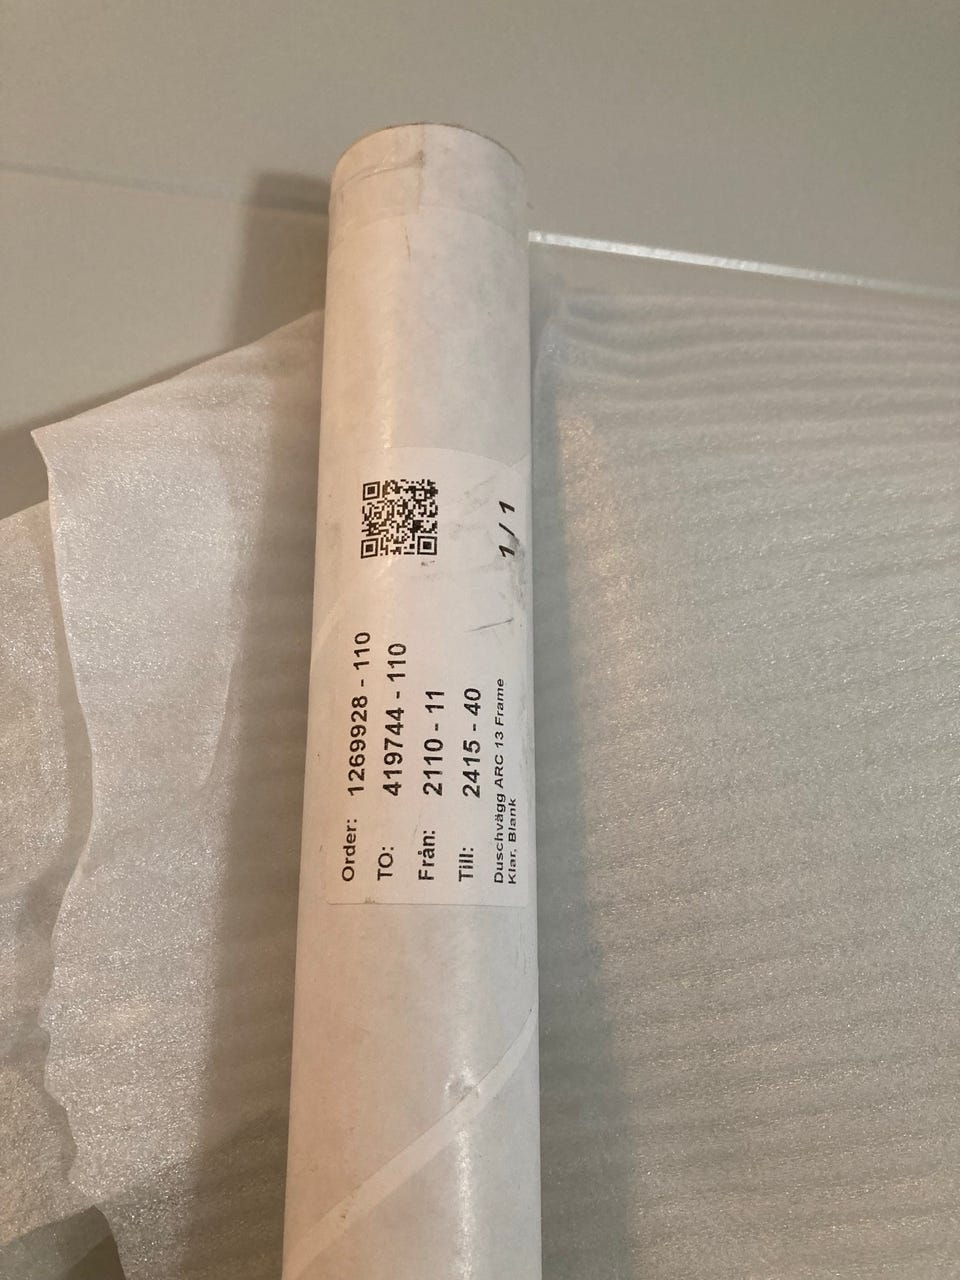 Order: 1269928 - 110
TO: 419744 - 110
Från: 2110 - 11
Till: 2415 - 40
Duschvägg ARC 13 Frame
Klar, Blank
1 / 1